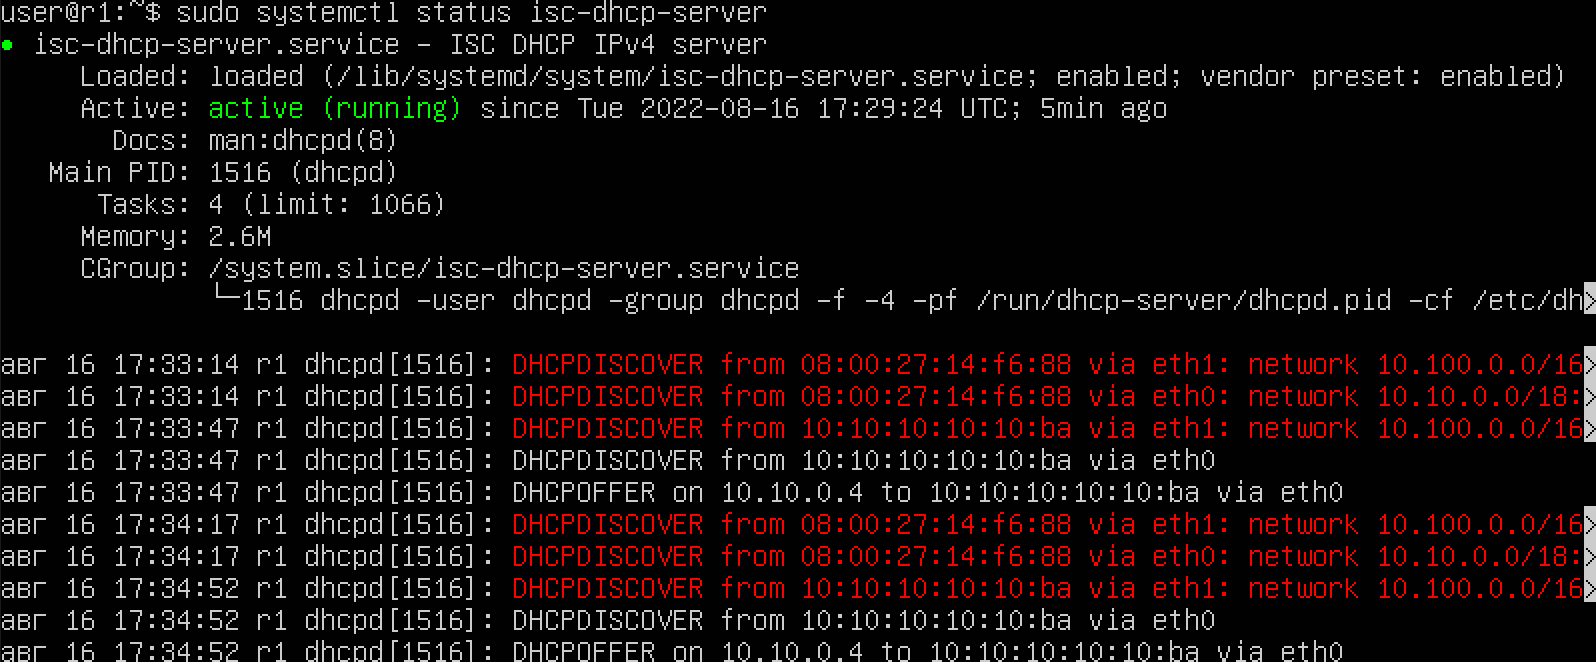 user@r1:~$ sudo systemctl status isc-dhcp-server
● isc-dhcp-server.service - ISC DHCP IPv4 server
Loaded: loaded (/lib/systemd/system/isc-dhcp-server.service; enabled; vendor preset: enabled)
Active: active (running) since Tue 2022-08-16 17:29:24 UTC; 5min ago
Docs: man:dhcpd(8)
Main PID: 1516 (dhcpd)
Tasks: 4 (limit: 1066)
Memory: 2.6M
CGroup: /system.slice/isc-dhcp-server.service
└─1516 dhcpd -user dhcpd -group dhcpd -f -4 -pf /run/dhcp-server/dhcpd.pid -cf /etc/dh>
авг 16 17:33:14 r1 dhcpd[1516]: DHCPDISCOVER from 08:00:27:14:f6:88 via eth1: network 10.100.0.0/16>
авг 16 17:33:14 r1 dhcpd[1516]: DHCPDISCOVER from 08:00:27:14:f6:88 via eth0: network 10.10.0.0/18:>
авг 16 17:33:47 r1 dhcpd[1516]: DHCPDISCOVER from 10:10:10:10:10:ba via eth1: network 10.100.0.0/16>
авг 16 17:33:47 r1 dhcpd[1516]: DHCPDISCOVER from 10:10:10:10:10:ba via eth0
авг 16 17:33:47 r1 dhcpd[1516]: DHCPOFFER on 10.10.0.4 to 10:10:10:10:10:ba via eth0
авг 16 17:34:17 r1 dhcpd[1516]: DHCPDISCOVER from 08:00:27:14:f6:88 via eth1: network 10.100.0.0/16>
авг 16 17:34:17 r1 dhcpd[1516]: DHCPDISCOVER from 08:00:27:14:f6:88 via eth0: network 10.10.0.0/18:>
авг 16 17:34:52 r1 dhcpd[1516]: DHCPDISCOVER from 10:10:10:10:10:ba via eth1: network 10.100.0.0/16>
авг 16 17:34:52 r1 dhcpd[1516]: DHCPDISCOVER from 10:10:10:10:10:ba via eth0
авг 16 17:34:52 r1 dhcpd[1516]: DHCPOFFER on 10.10.0.4 to 10:10:10:10:10:ba via eth0